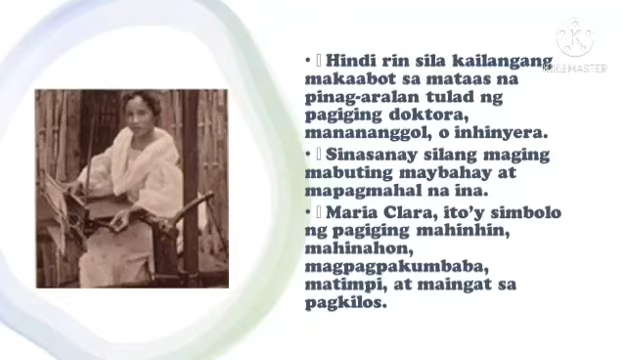 • Hindi rin sila kailangang
makaabot sa mataas na
pinag-aralan tulad ng
pagiging doktora,
manananggol, o inhinyera.
• Sinasanay silang maging
mabuting maybahay at
mapagmahal na ina.
• Maria Clara, ito'y simbolo
ng pagiging mahinhin,
mahinahon,
magpagpakumbaba,
matimpi, at maingat sa
pagkilos.